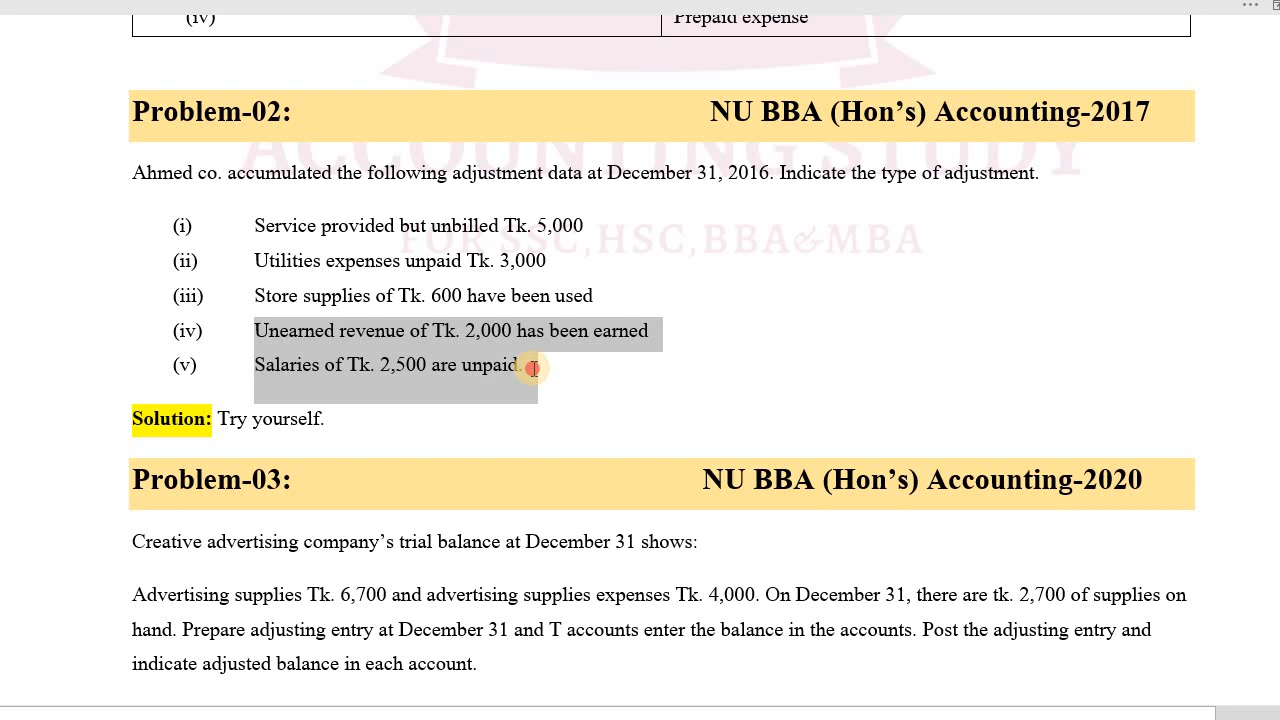 (iv) Prepaid expense
Problem-02: NU BBA (Hon’s) Accounting-2017
ACCOUNTING STUDY
Ahmed co. accumulated the following adjustment data at December 31, 2016. Indicate the type of adjustment.
(i) Service provided but unbilled Tk. 5,000
FOR SSC,HSC,BBA&MBA
(ii) Utilities expenses unpaid Tk. 3,000
(iii) Store supplies of Tk. 600 have been used
(iv) Unearned revenue of Tk. 2,000 has been earned
(v) Salaries of Tk. 2,500 are unpaid.
Solution: Try yourself.
Problem-03: NU BBA (Hon’s) Accounting-2020
Creative advertising company’s trial balance at December 31 shows:
Advertising supplies Tk. 6,700 and advertising supplies expenses Tk. 4,000. On December 31, there are tk. 2,700 of supplies on
hand. Prepare adjusting entry at December 31 and T accounts enter the balance in the accounts. Post the adjusting entry and
indicate adjusted balance in each account.